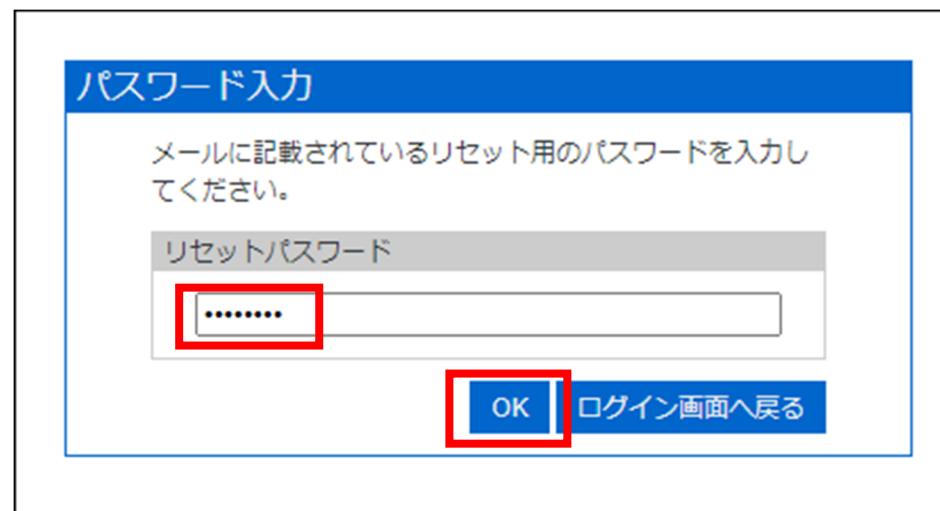 パスワード入力
メールに記載されているリセット用のパスワードを入力し
てください。
リセットパスワード
••••••••
OK
ログイン画面へ戻る